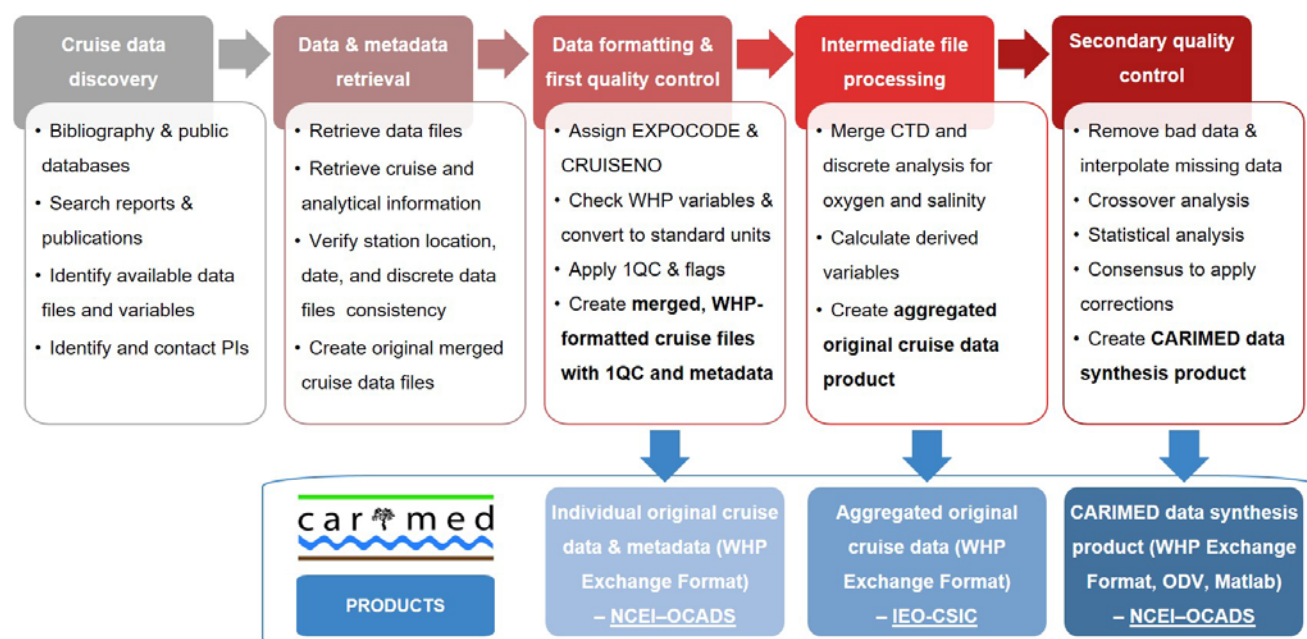 Cruise data
discovery
• Bibliography & public
databases
• Search reports &
publications
• Identify available data
files and variables
• Identify and contact PIs
Data & metadata
retrieval
• Retrieve data files
• Retrieve cruise and
analytical information
• Verify station location,
date, and discrete data
files consistency
• Create original merged
cruise data files
Data formatting &
first quality control
• Assign EXPOCODE &
CRUISENO
• Check WHP variables &
convert to standard units
• Apply 1QC & flags
• Create merged, WHP-
formatted cruise files
with 1QC and metadata
Intermediate file
processing
• Merge CTD and
discrete analysis for
oxygen and salinity
• Calculate derived
variables
• Create aggregated
original cruise data
product
Secondary quality
control
• Remove bad data &
interpolate missing data
• Crossover analysis
• Statistical analysis
• Consensus to apply
corrections
• Create CARIMED data
synthesis product
carimed
PRODUCTS
Individual original cruise
data & metadata (WHP
Exchange Format)
– NCEI–OCADS
Aggregated original
cruise data (WHP
Exchange Format)
– IEO-CSIC
CARIMED data synthesis
product (WHP Exchange
Format, ODV, Matlab)
– NCEI–OCADS